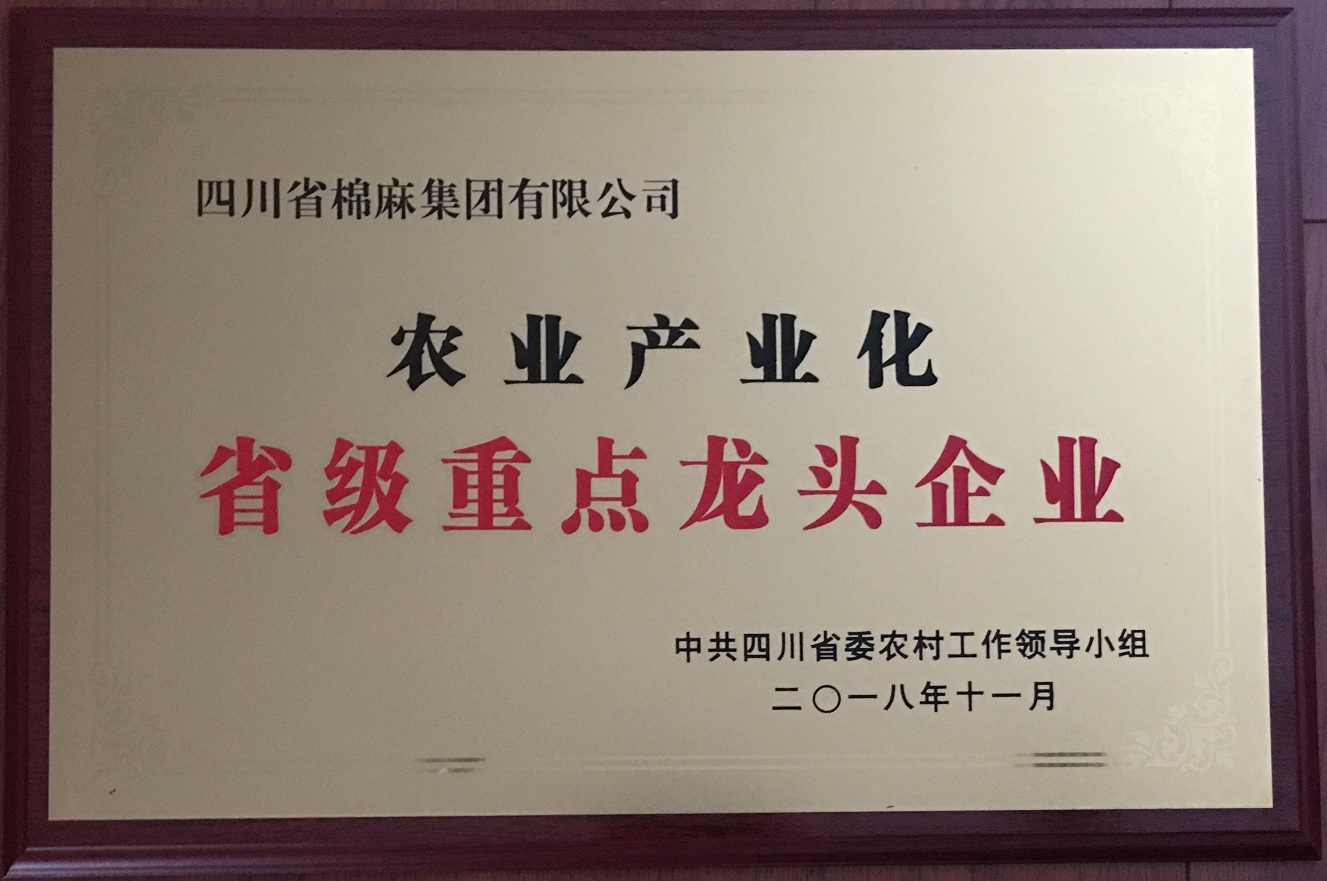 四川省棉麻集团有限公司
农业产业化
省级重点龙头企业
中共四川省委农村工作领导小组
二〇一八年十一月